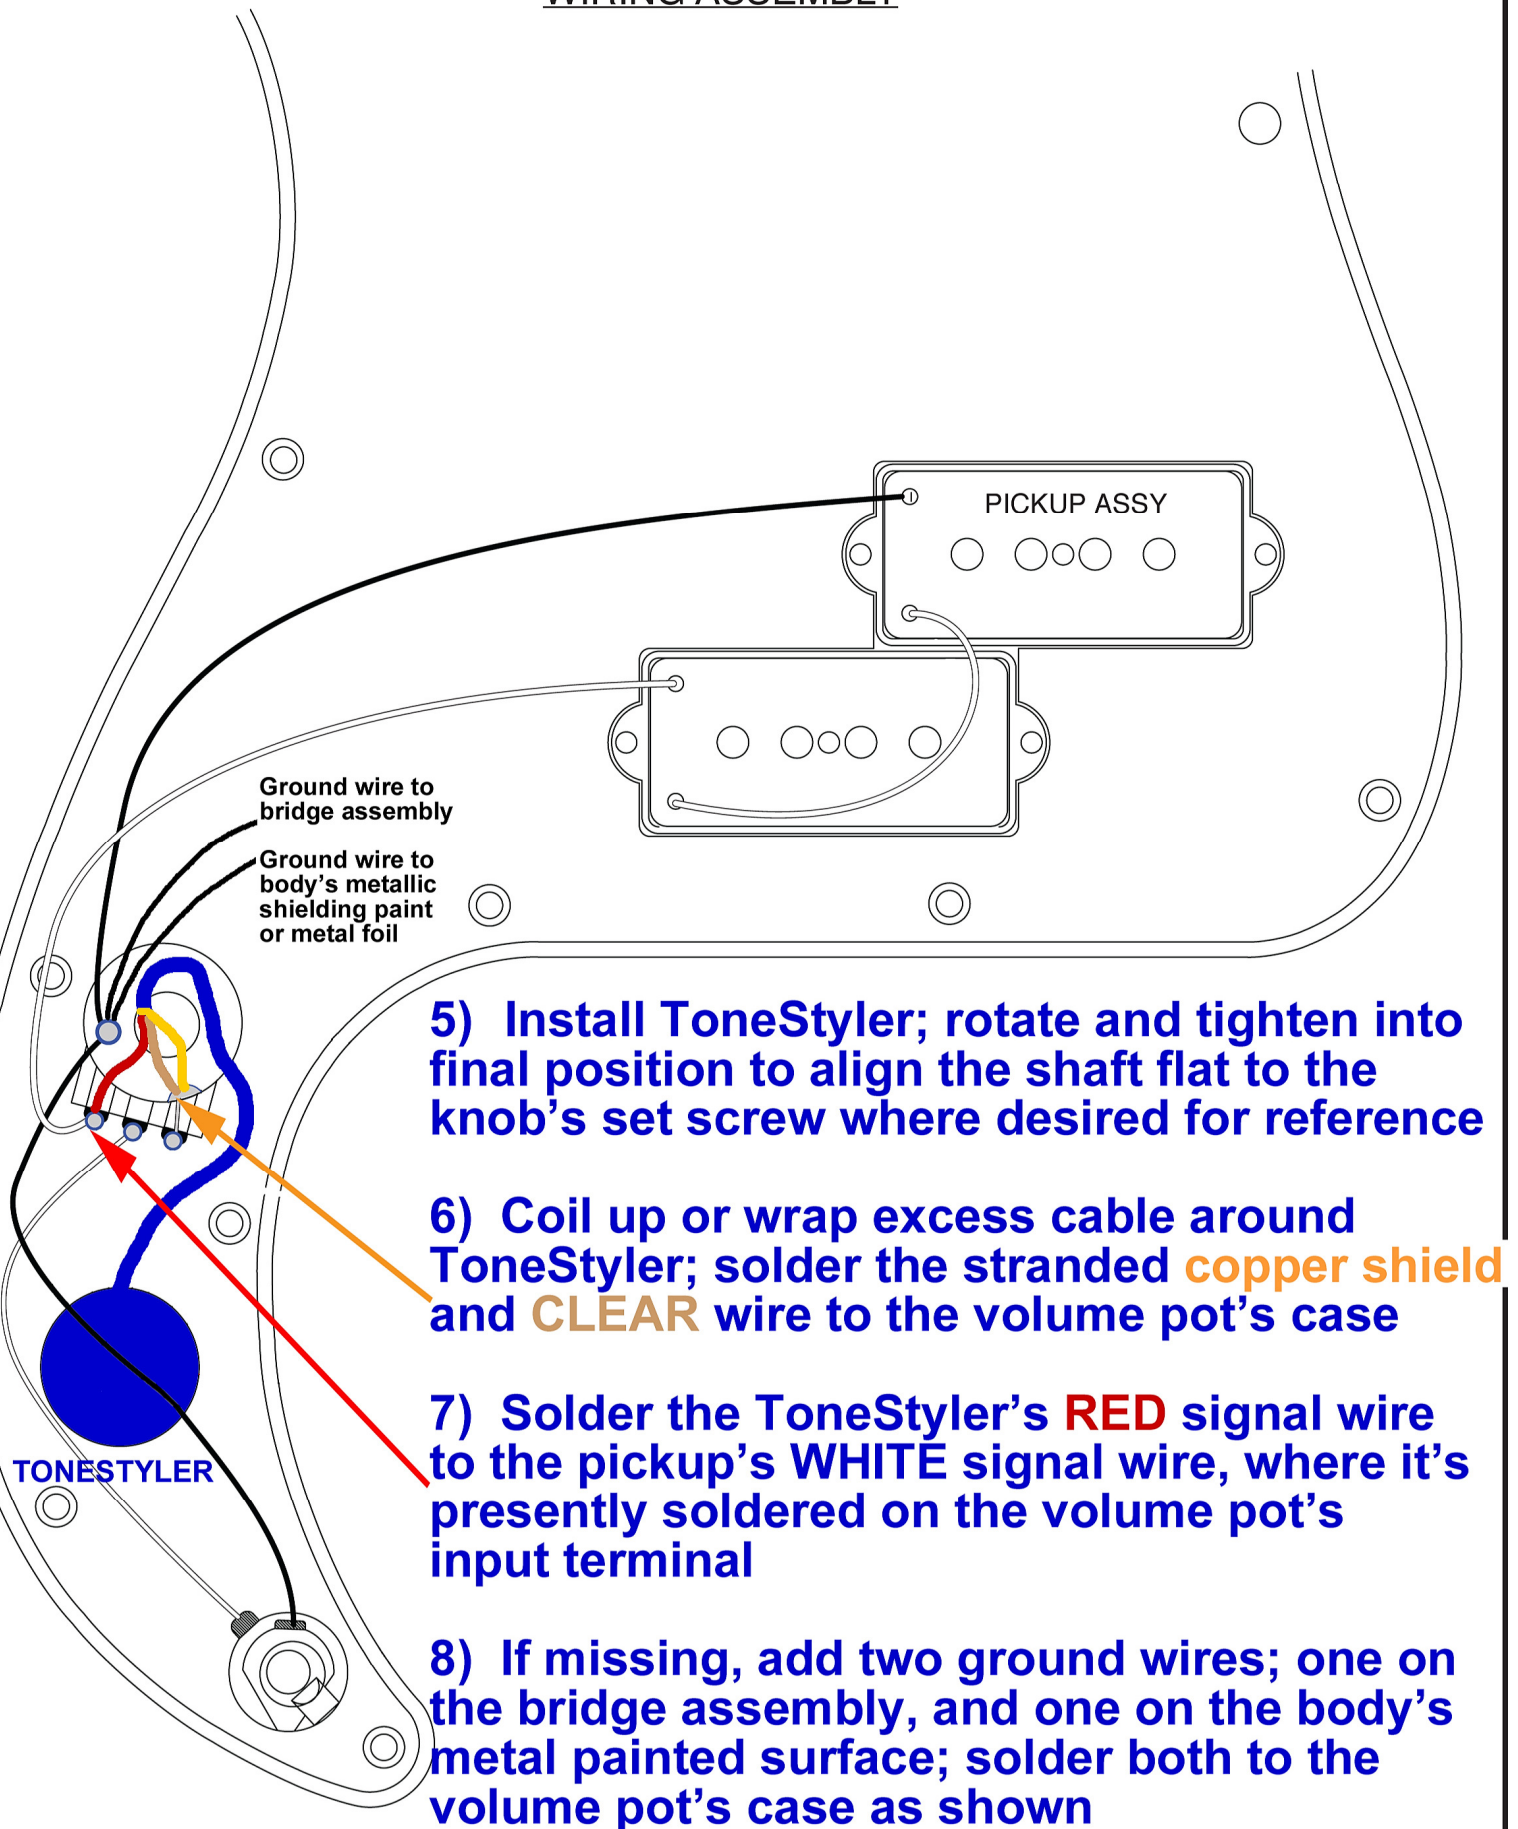 WIRING ASSEMBLY
PICKUP ASSY
Ground wire to
bridge assembly
Ground wire to
body's metallic
shielding paint
or metal foil
5)  Install ToneStyler; rotate and tighten into
final position to align the shaft flat to the
knob's set screw where desired for reference
6)  Coil up or wrap excess cable around
ToneStyler; solder the stranded copper shield
and CLEAR wire to the volume pot's case
7)  Solder the ToneStyler's RED signal wire
to the pickup's WHITE signal wire, where it's
presently soldered on the volume pot's
input terminal
TONESTYLER
8)  If missing, add two ground wires; one on
the bridge assembly, and one on the body's
metal painted surface; solder both to the
volume pot's case as shown